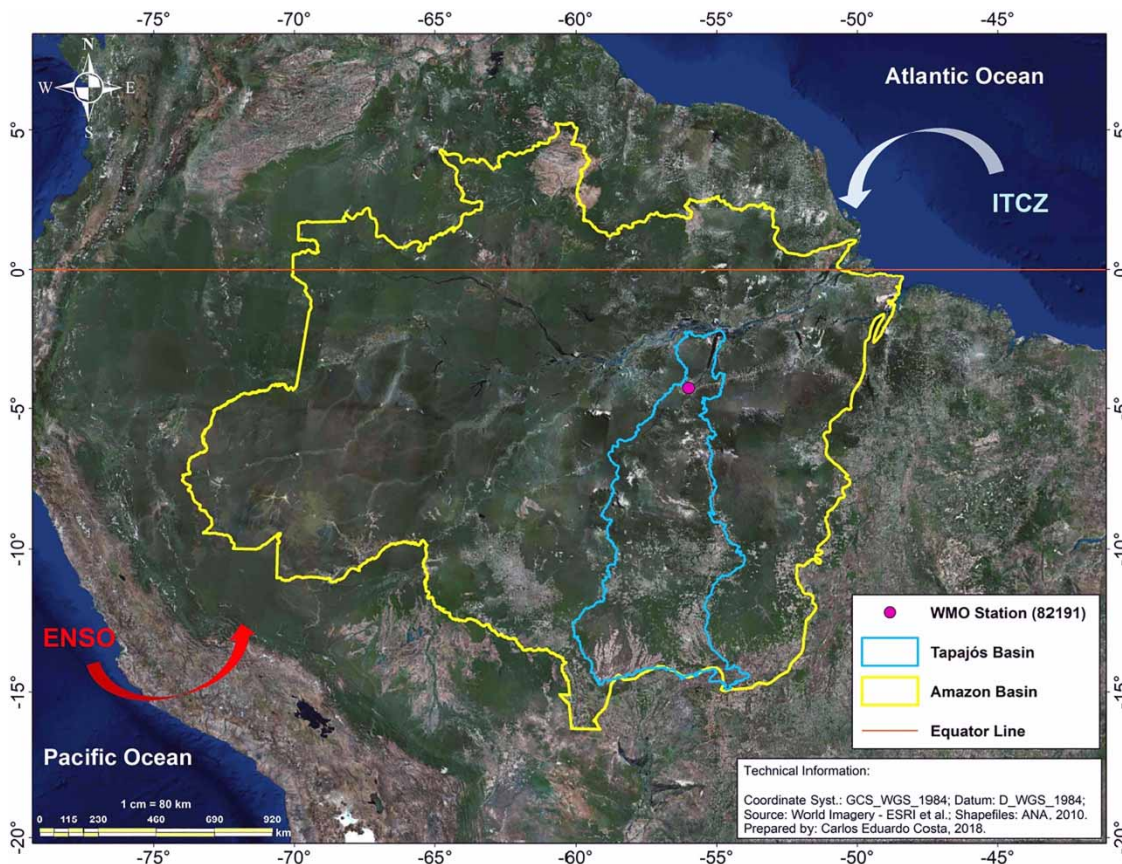 -75 -70 -65 -60 -55 -50 -45
N
W E
S
Atlantic Ocean
ITCZ
5° 5°
0° 0°
-5° -5°
-10° -10°
-15° -15°
-20° -20°
ENSO
Pacific Ocean
1 cm = 80 km
0 115 230 460 690 920
km
WMO Station (82191)
Tapajós Basin
Amazon Basin
Equator Line
Technical Information:
Coordinate Syst.: GCS_WGS_1984; Datum: D_WGS_1984;
Source: World Imagery - ESRI et al.; Shapefiles: ANA, 2010.
Prepared by: Carlos Eduardo Costa, 2018.
-75° -70° -65° -60° -55° -50° -45°